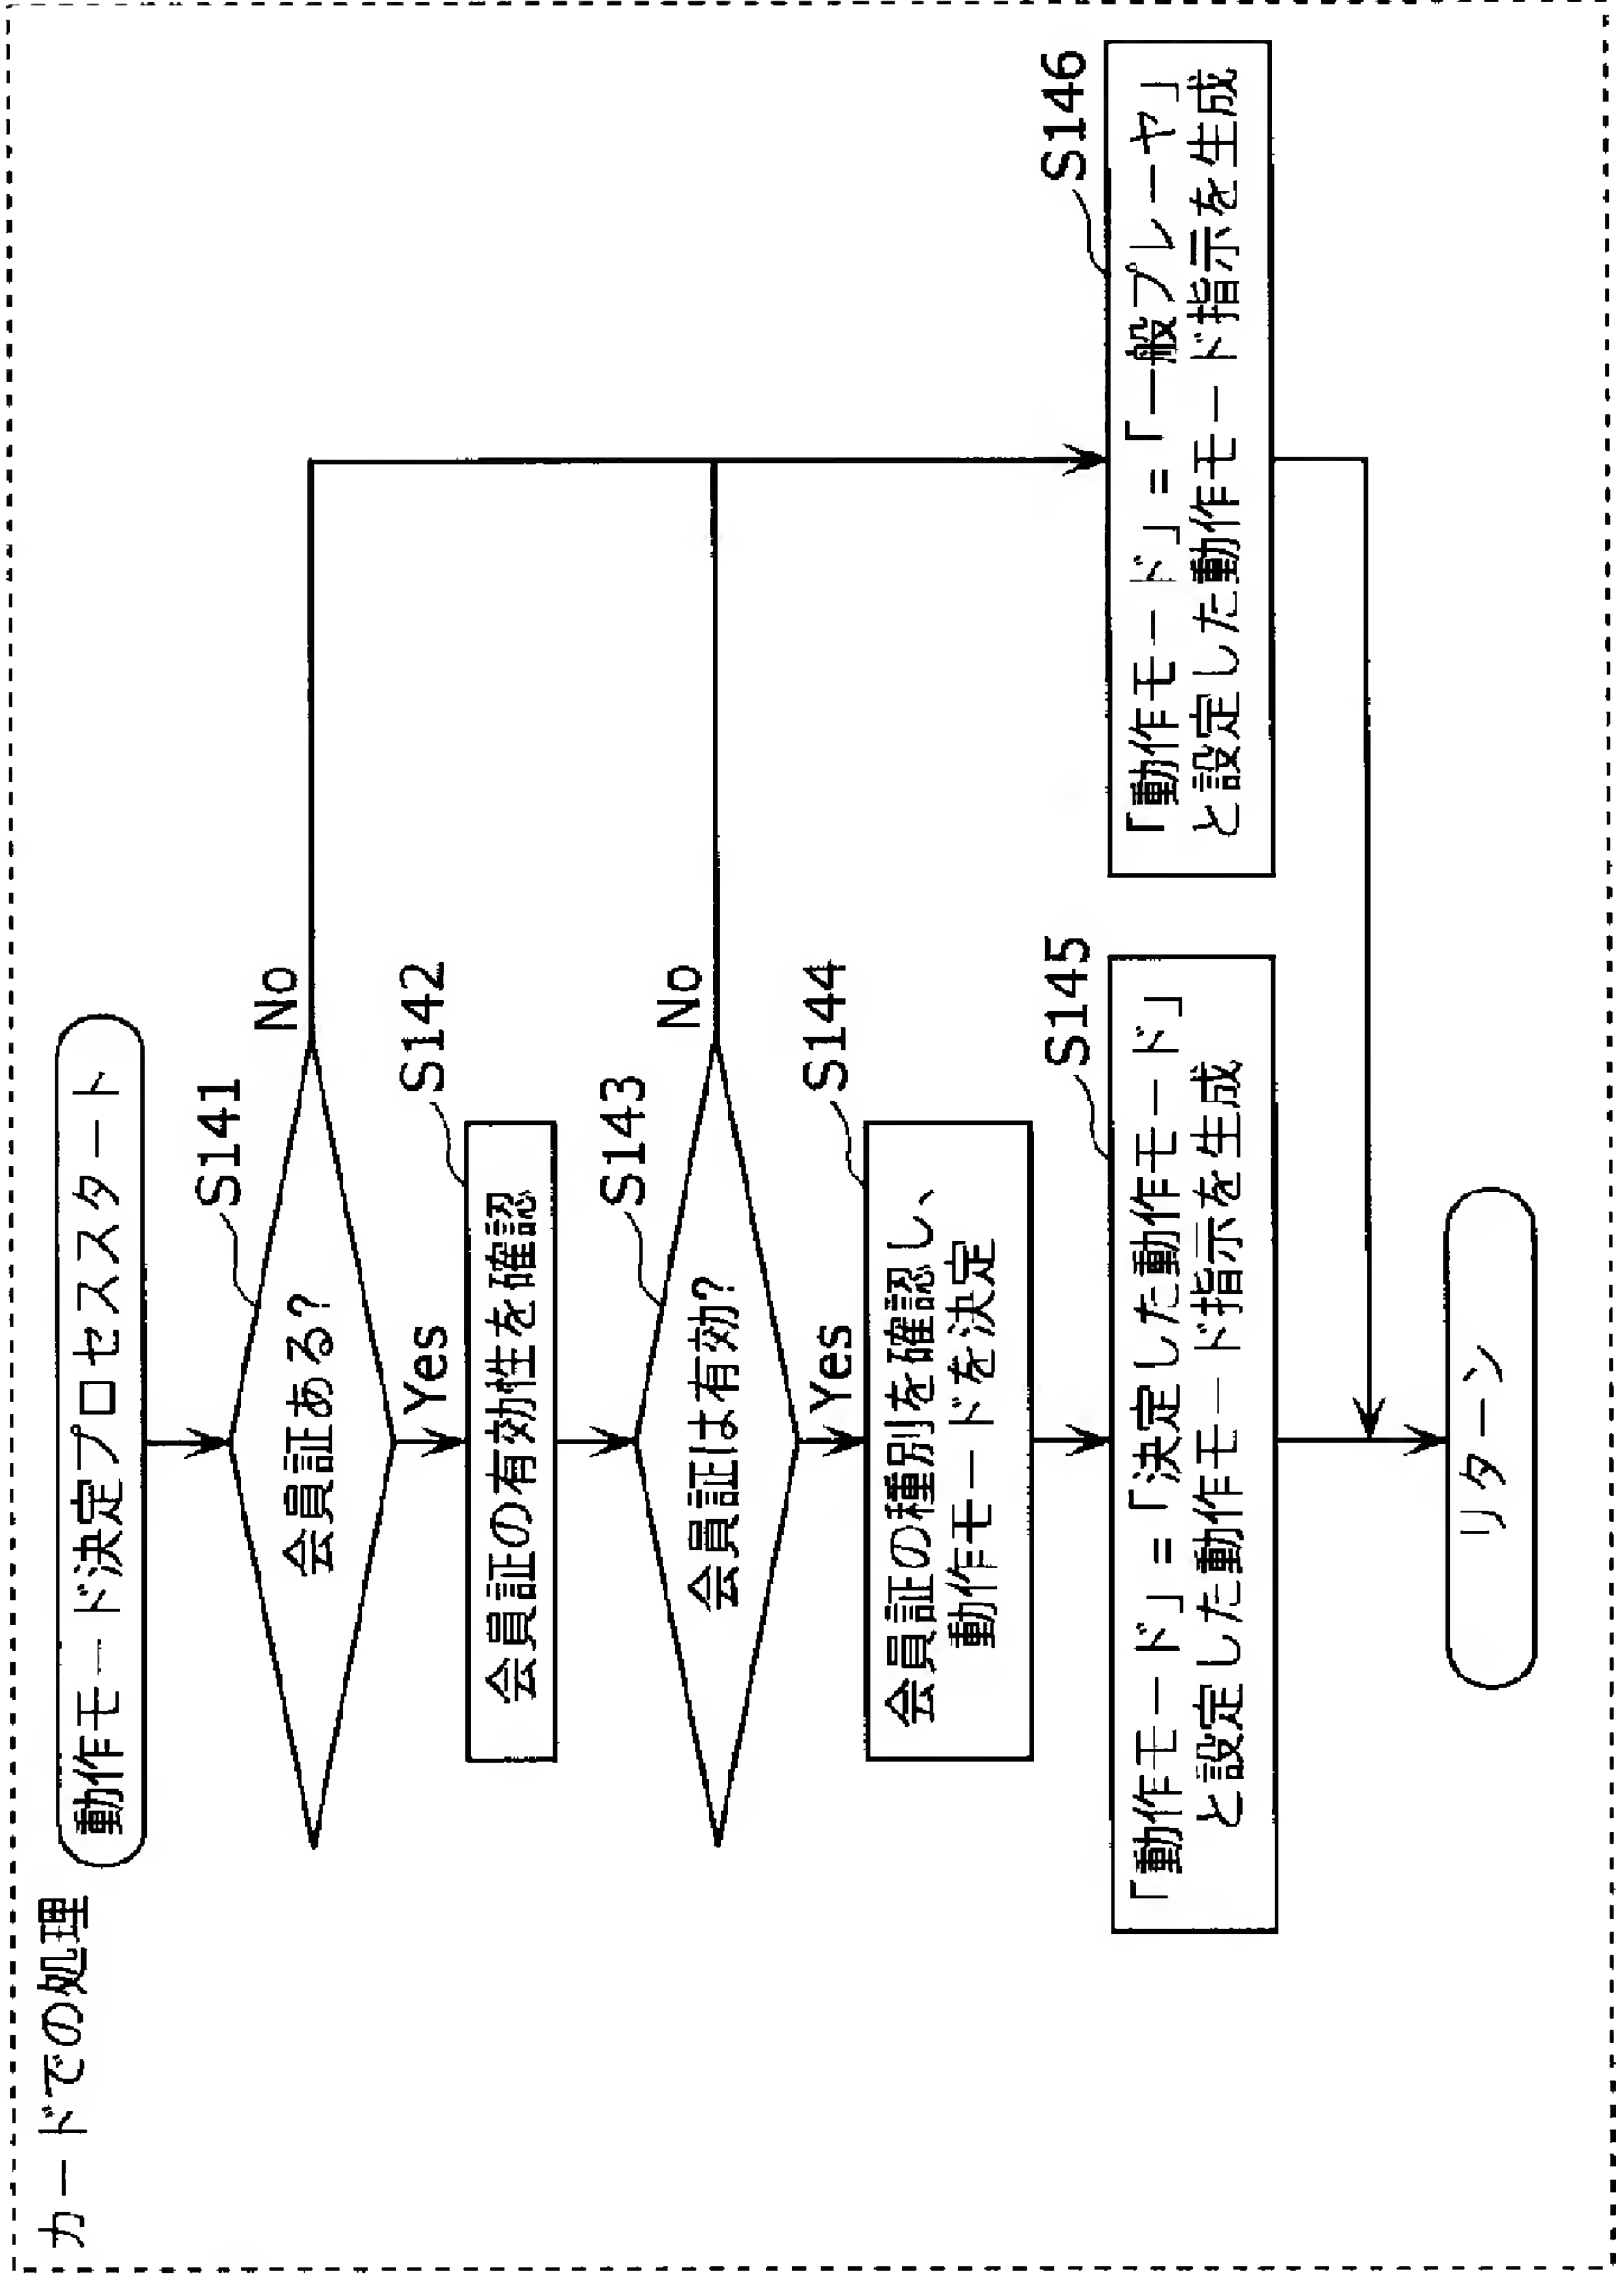 カードでの処理
動作モード決定プロセススタート
S141
会員証ある?
No
Yes
S142
会員証の有効性を確認
S143
会員証は有効?
No
Yes
S144
会員証の種別を確認し、
動作モードを決定
S145
「動作モード」=「決定した動作モード」
と設定した動作モード指示を生成
S146
「動作モード」=「一般プレーヤ」
と設定した動作モード指示を生成
リターン